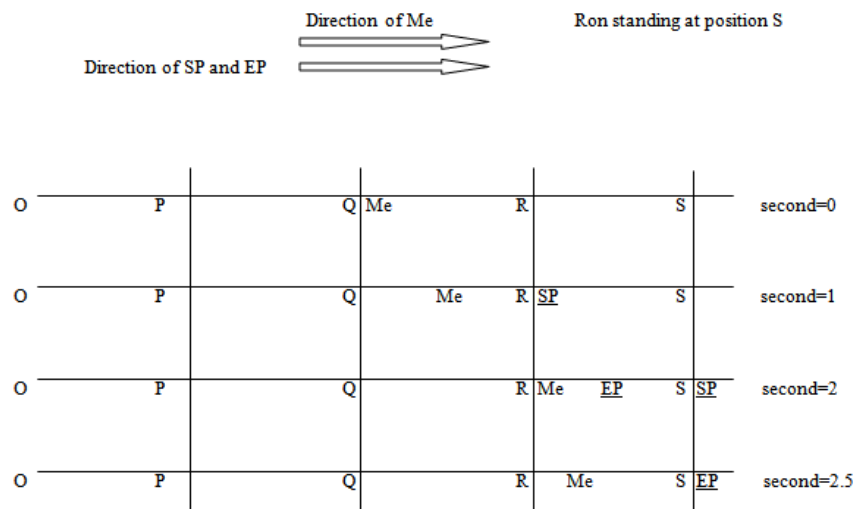 Direction of Me
Ron standing at position S
Direction of SP and EP
O P Q Me R S second=0
O P Q Me R SP S second=1
O P Q R Me EP S SP second=2
O P Q R Me S EP second=2.5